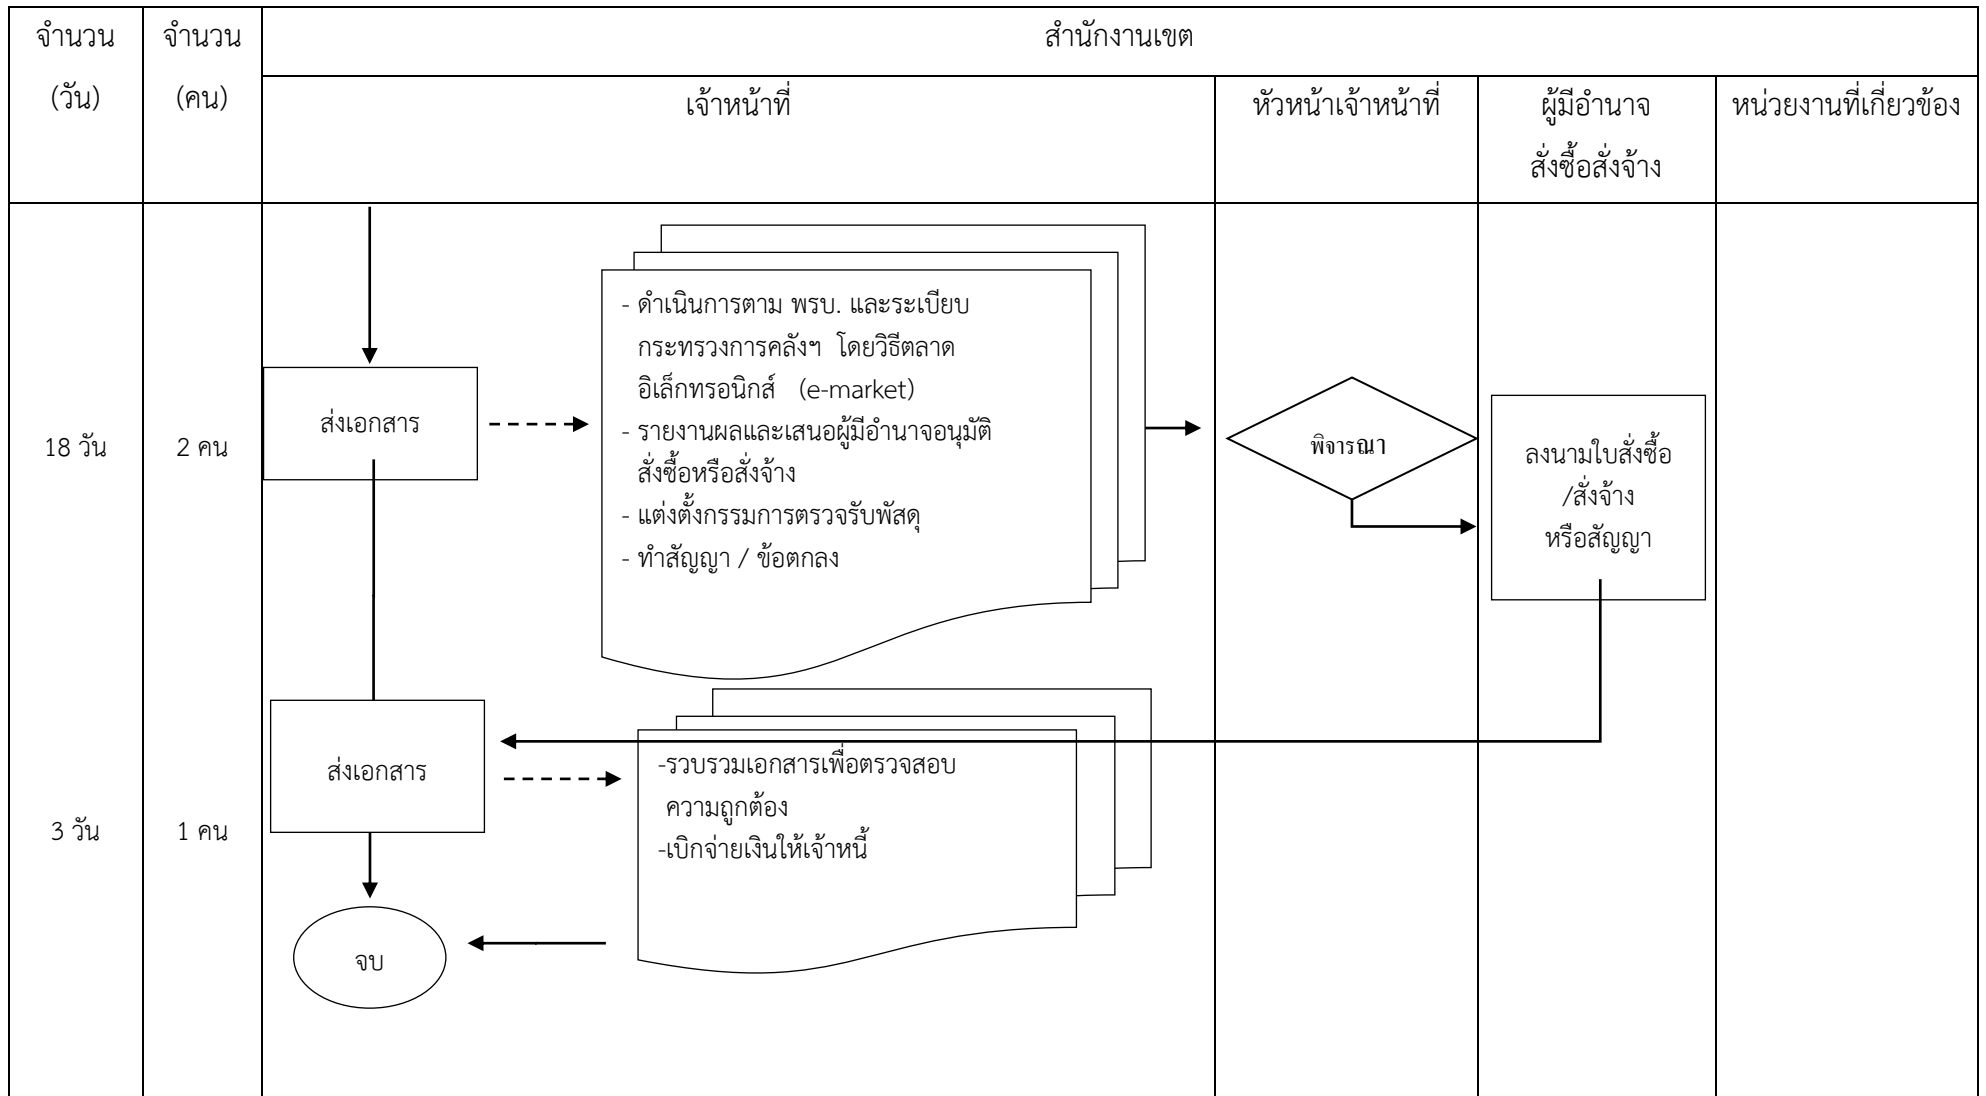 จำนวน
(วัน)
จำนวน
(คน)
สำนักงานเขต
เจ้าหน้าที่
หัวหน้าเจ้าหน้าที่
ผู้มีอำนาจ
สั่งซื้อสั่งจ้าง
หน่วยงานที่เกี่ยวข้อง
18 วัน
2 คน
ส่งเอกสาร
- ดำเนินการตาม พรบ. และระเบียบ
กระทรวงการคลังฯ โดยวิธีตลาด
อิเล็กทรอนิกส์ (e-market)
- รายงานผลและเสนอผู้มีอำนาจอนุมัติ
สั่งซื้อหรือสั่งจ้าง
- แต่งตั้งกรรมการตรวจรับพัสดุ
- ทำสัญญา / ข้อตกลง
พิจารณา
ลงนามใบสั่งซื้อ
/สั่งจ้าง
หรือสัญญา
3 วัน
1 คน
ส่งเอกสาร
-รวบรวมเอกสารเพื่อตรวจสอบ
ความถูกต้อง
-เบิกจ่ายเงินให้เจ้าหนี้
จบ